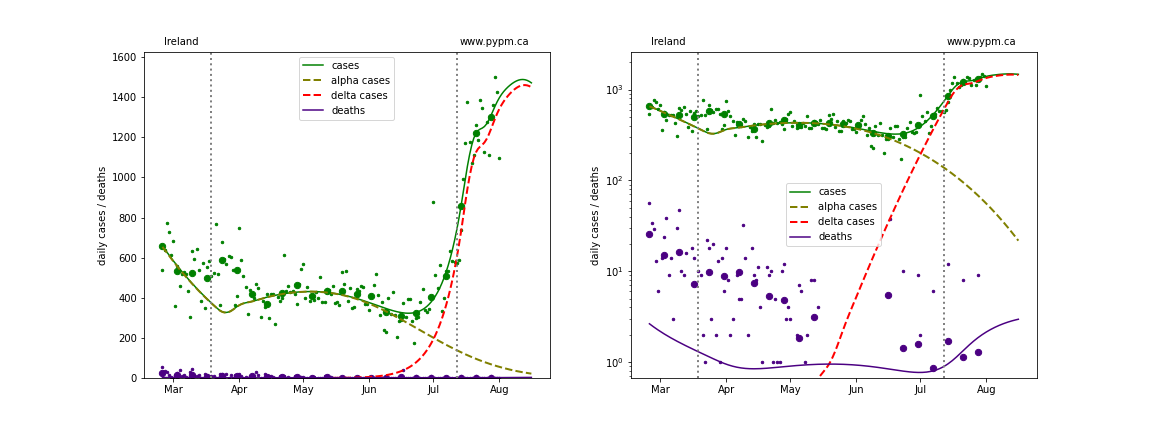 Ireland
www.pypm.ca
1600
1400
1200
1000
800
600
400
200
0
daily cases / deaths
cases
alpha cases
delta cases
deaths
Mar Apr May Jun Jul Aug
Ireland
www.pypm.ca
10³
10²
10¹
10⁰
daily cases / deaths
cases
alpha cases
delta cases
deaths
Mar Apr May Jun Jul Aug